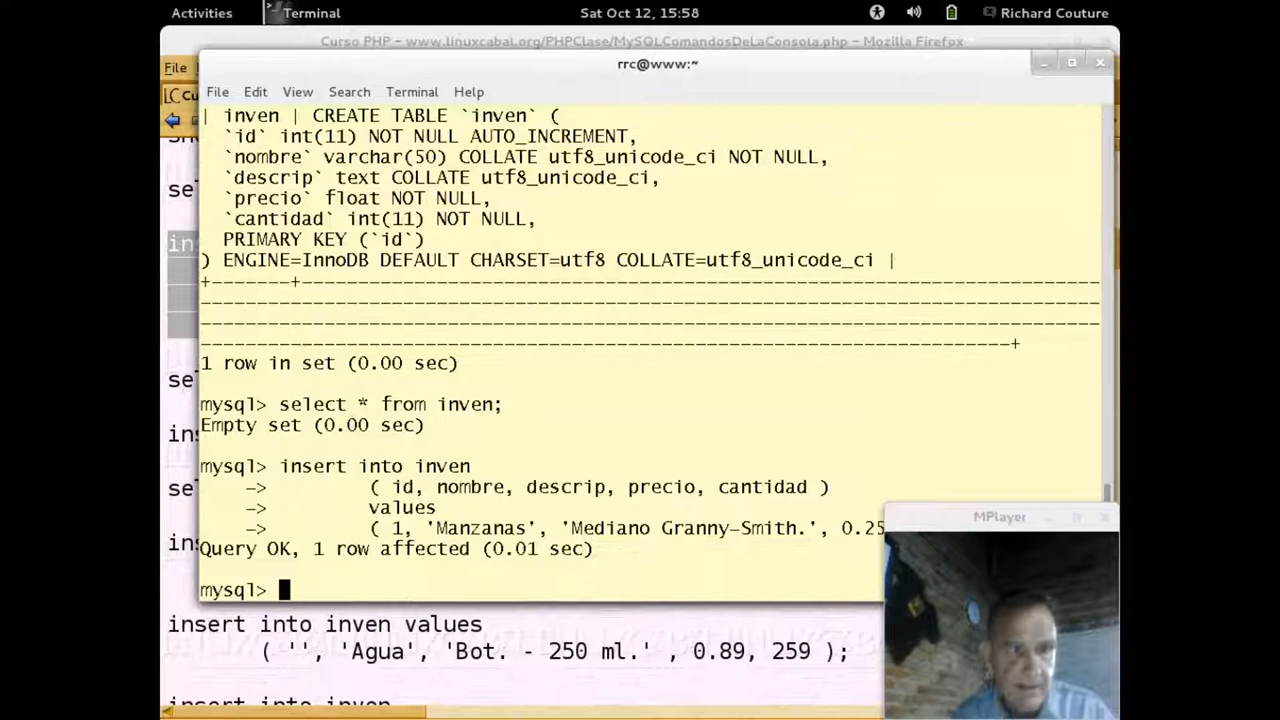 Activities Terminal Sat Oct 12, 15:58 Richard Couture
Curso PHP - www.linuxcabal.org/PHPClase/MySQLComandosDeLaConsola.php - Mozilla Firefox
File
rrc@www:~
File Edit View Search Terminal Help
| inven | CREATE TABLE `inven` (
`id` int(11) NOT NULL AUTO_INCREMENT,
`nombre` varchar(50) COLLATE utf8_unicode_ci NOT NULL,
`descrip` text COLLATE utf8_unicode_ci,
`precio` float NOT NULL,
`cantidad` int(11) NOT NULL,
PRIMARY KEY (`id`)
) ENGINE=InnoDB DEFAULT CHARSET=utf8 COLLATE=utf8_unicode_ci |
1 row in set (0.00 sec)
mysql> select * from inven;
Empty set (0.00 sec)
mysql> insert into inven
-> ( id, nombre, descrip, precio, cantidad )
-> values
-> ( 1, 'Manzanas', 'Mediano Granny-Smith.', 0.25
Query OK, 1 row affected (0.01 sec)
mysql>
MPlayer
insert into inven values
( '', 'Agua', 'Bot. - 250 ml.' , 0.89, 259 );
insert into inven